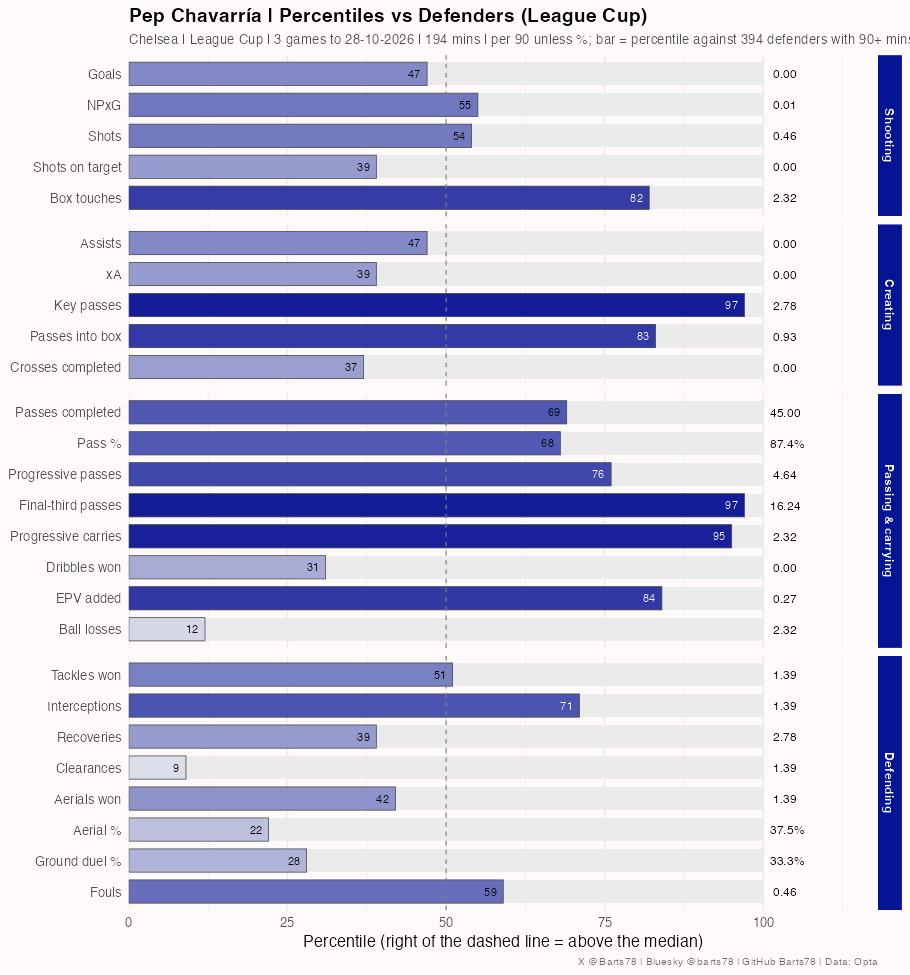 Pep Chavarría | Percentiles vs Defenders (League Cup)
Chelsea | League Cup | 3 games to 28-10-2026 | 194 mins | per 90 unless %; bar = percentile against 394 defenders with 90+ mins
Goals 47 0.00
NPxG 55 0.01
Shots 54 0.46
Shots on target 39 0.00
Box touches 82 2.32
Shooting
Assists 47 0.00
xA 39 0.00
Key passes 97 2.78
Passes into box 83 0.93
Crosses completed 37 0.00
Creating
Passes completed 69 45.00
Pass % 68 87.4%
Progressive passes 76 4.64
Final-third passes 97 16.24
Progressive carries 95 2.32
Dribbles won 31 0.00
EPV added 84 0.27
Ball losses 12 2.32
Passing & carrying
Tackles won 51 1.39
Interceptions 71 1.39
Recoveries 39 2.78
Clearances 9 1.39
Aerials won 42 1.39
Aerial % 22 37.5%
Ground duel % 28 33.3%
Fouls 59 0.46
Defending
0 25 50 75 100
Percentile (right of the dashed line = above the median)
X @Barts78 | Bluesky @barts78 | GitHub Barts78 | Data: Opta